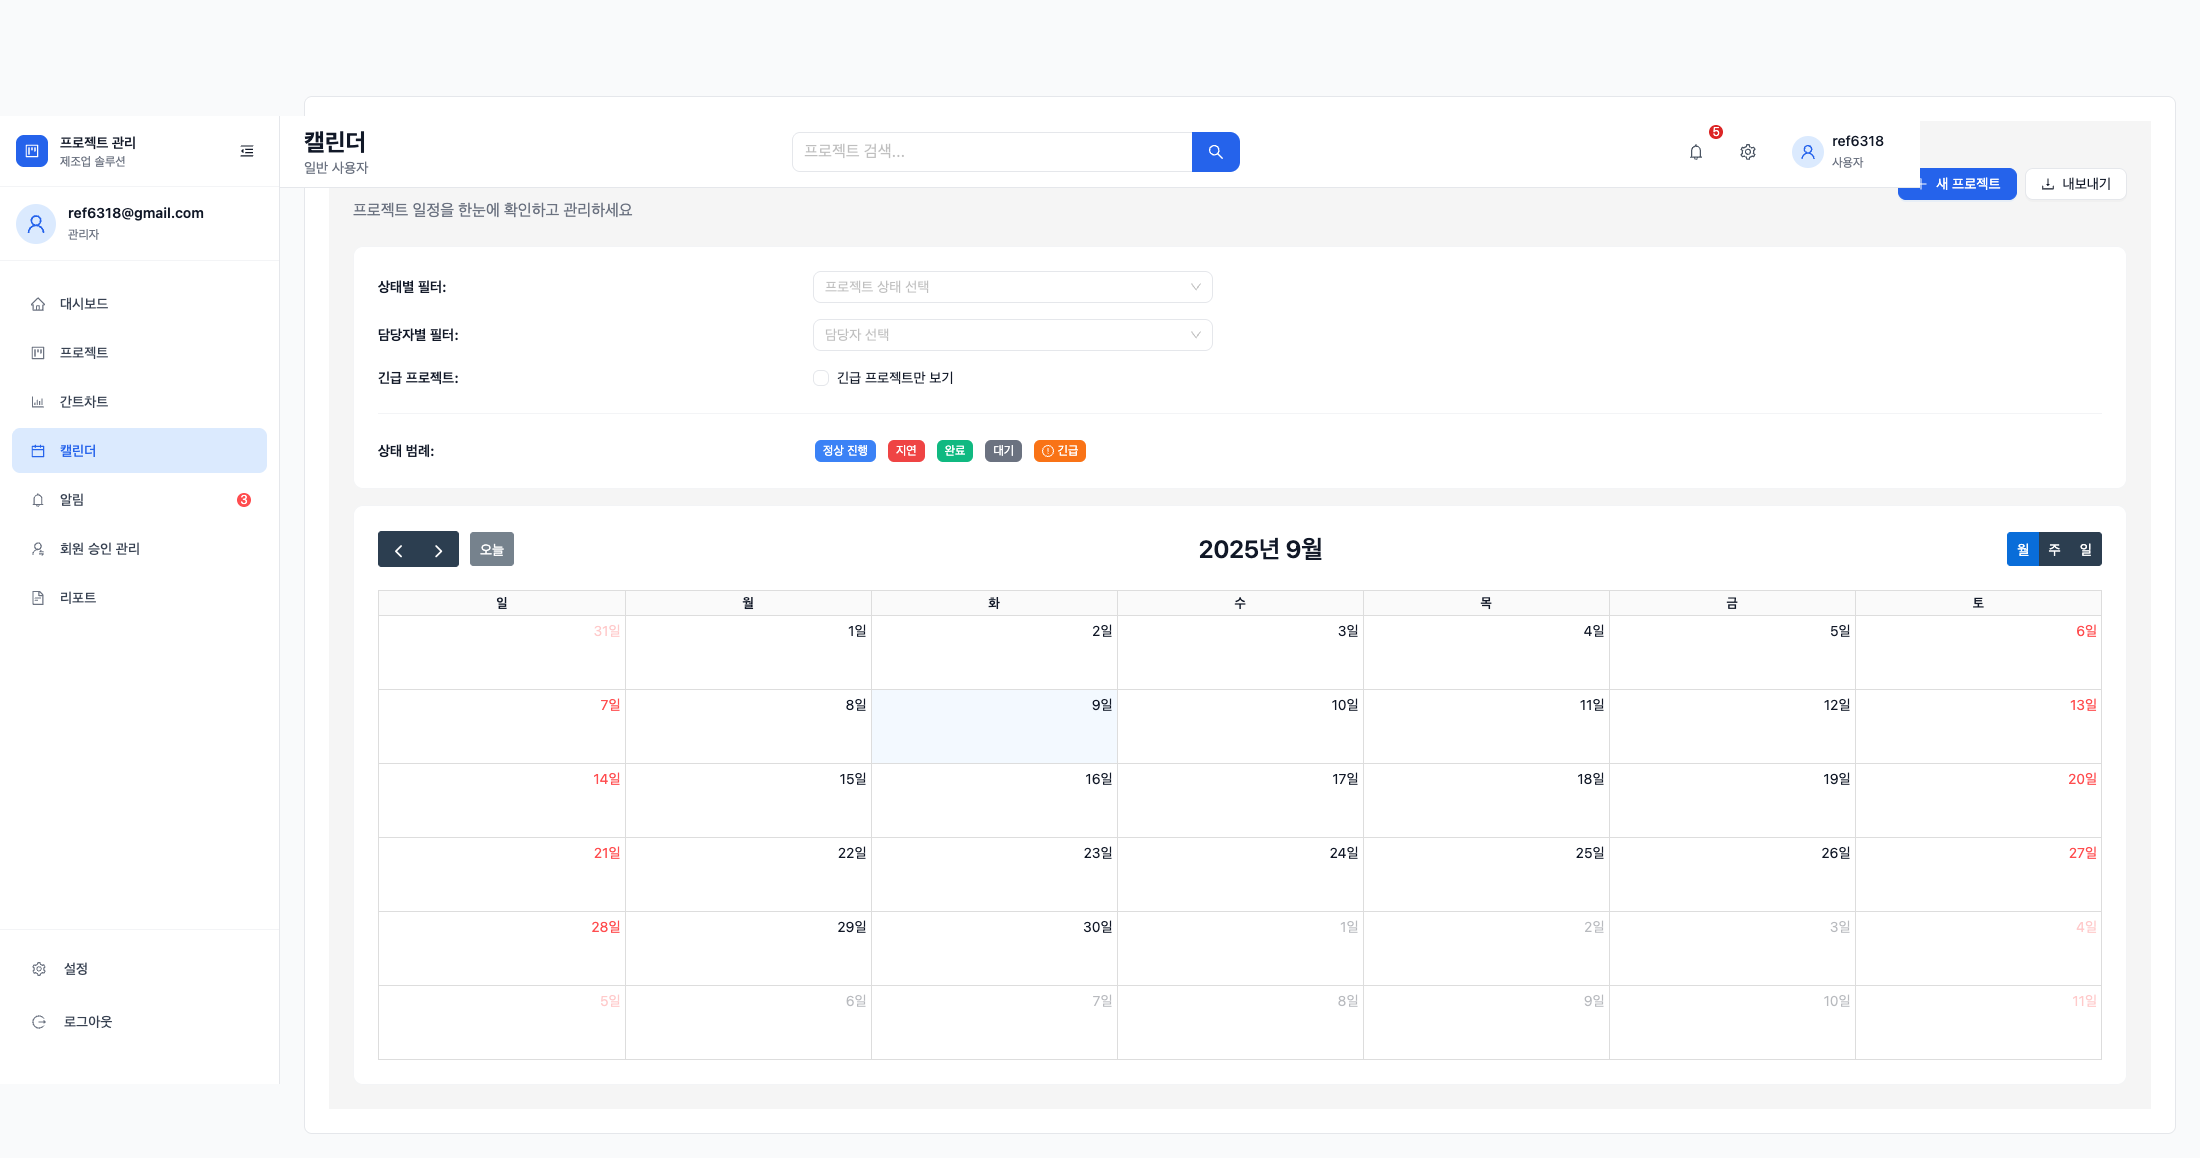 프로젝트 관리
제조업 솔루션
ref6318@gmail.com
관리자
대시보드
프로젝트
간트차트
캘린더
알림
3
회원 승인 관리
리포트
설정
로그아웃
캘린더
일반 사용자
프로젝트 검색...
5
ref6318
사용자
새 프로젝트
내보내기
프로젝트 일정을 한눈에 확인하고 관리하세요
상태별 필터:
프로젝트 상태 선택
담당자별 필터:
담당자 선택
긴급 프로젝트:
긴급 프로젝트만 보기
상태 범례:
정상 진행
지연
완료
대기
긴급
오늘
2025년 9월
월 주 일
일 월 화 수 목 금 토
31일 1일 2일 3일 4일 5일 6일
7일 8일 9일 10일 11일 12일 13일
14일 15일 16일 17일 18일 19일 20일
21일 22일 23일 24일 25일 26일 27일
28일 29일 30일 1일 2일 3일 4일
5일 6일 7일 8일 9일 10일 11일